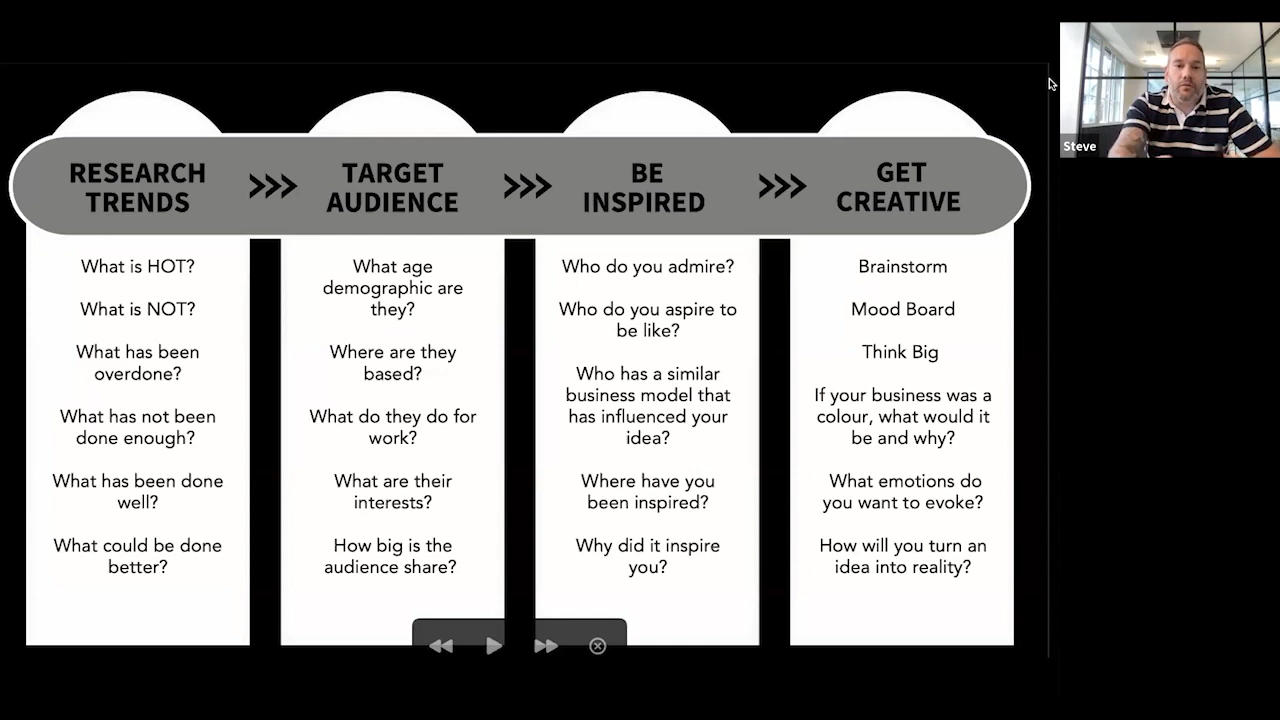 RESEARCH
TRENDS
What is HOT?
What is NOT?
What has been
overdone?
What has not been
done enough?
What has been done
well?
What could be done
better?
TARGET
AUDIENCE
What age
demographic are
they?
Where are they
based?
What do they do for
work?
What are their
interests?
How big is the
audience share?
BE
INSPIRED
Who do you admire?
Who do you aspire to
be like?
Who has a similar
business model that
has influenced your
idea?
Where have you
been inspired?
Why did it inspire
you?
GET
CREATIVE
Brainstorm
Mood Board
Think Big
If your business was a
colour, what would it
be and why?
What emotions do
you want to evoke?
How will you turn an
idea into reality?
Steve